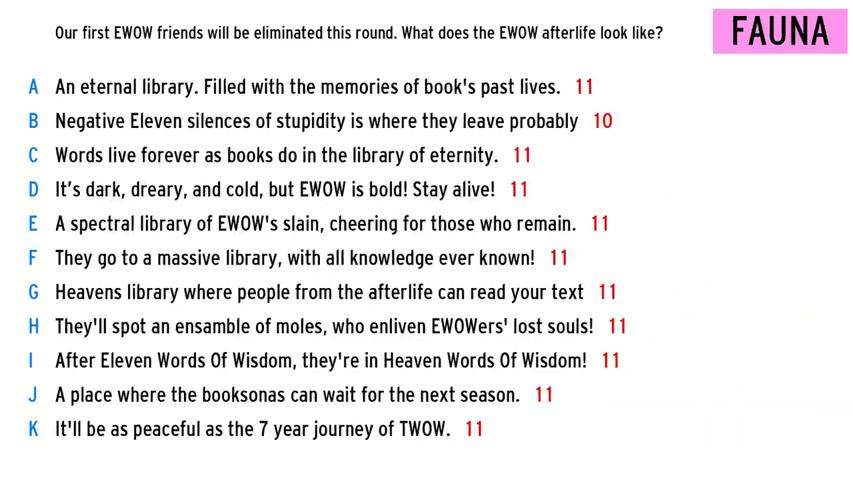 Our first EWOW friends will be eliminated this round. What does the EWOW afterlife look like?
FAUNA
A An eternal library. Filled with the memories of book's past lives. 11
B Negative Eleven silences of stupidity is where they leave probably 10
C Words live forever as books do in the library of eternity. 11
D It's dark, dreary, and cold, but EWOW is bold! Stay alive! 11
E A spectral library of EWOW's slain, cheering for those who remain. 11
F They go to a massive library, with all knowledge ever known! 11
G Heavens library where people from the afterlife can read your text 11
H They'll spot an ensamble of moles, who enliven EWOWers' lost souls! 11
I After Eleven Words Of Wisdom, they're in Heaven Words Of Wisdom! 11
J A place where the booksonas can wait for the next season. 11
K It'll be as peaceful as the 7 year journey of TWOW. 11